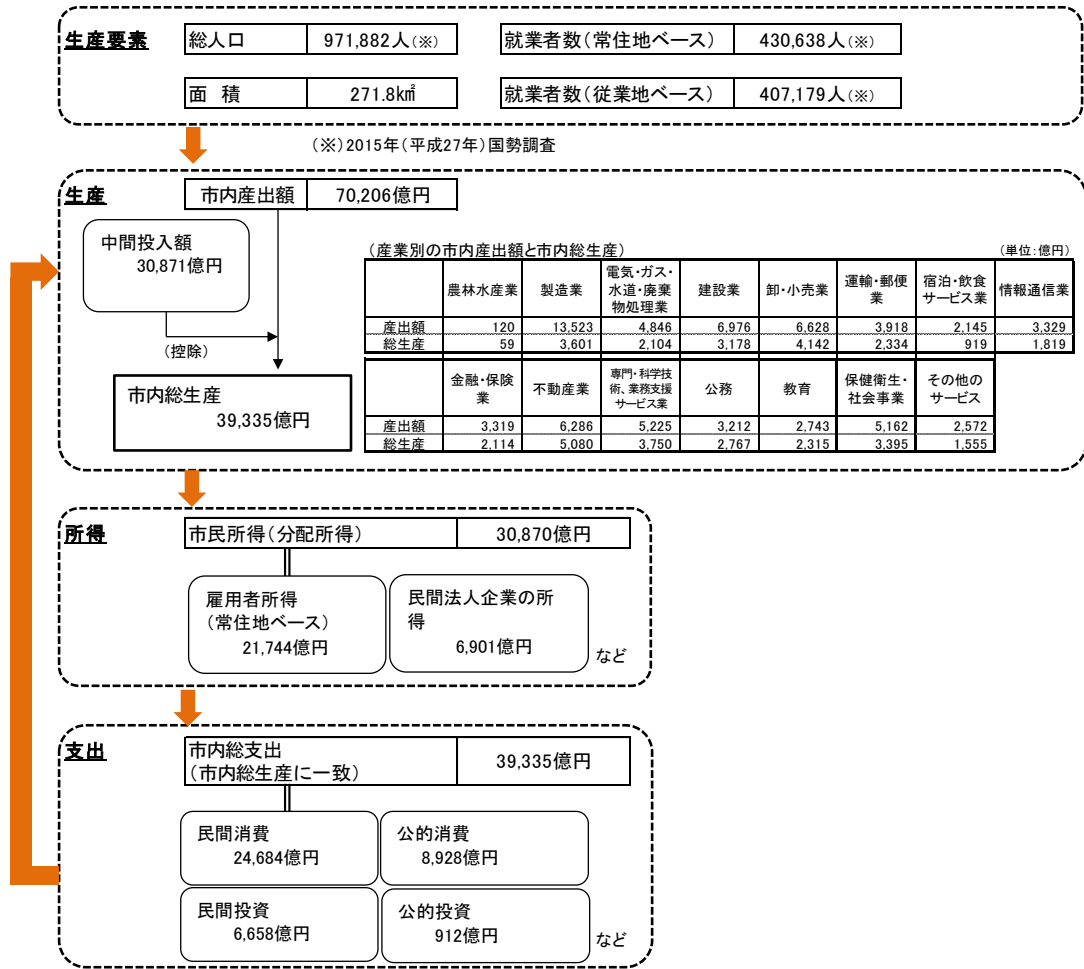 生産要素
総人口 971,882人(※) 就業者数(常住地ベース) 430,638人(※)
面 積 271.8k㎡ 就業者数(従業地ベース) 407,179人(※)
(※)2015年(平成27年)国勢調査
生産
市内産出額 70,206億円
中間投入額
30,871億円
(控除)
市内総生産
39,335億円
(産業別の市内産出額と市内総生産) (単位:億円)
農林水産業 製造業 電気・ガス・水道・廃棄物処理業 建設業 卸・小売業 運輸・郵便業 宿泊・飲食サービス業 情報通信業
産出額 120 13,523 4,846 6,976 6,628 3,918 2,145 3,329
総生産 59 3,601 2,104 3,178 4,142 2,334 919 1,819
金融・保険業 不動産業 専門・科学技術、業務支援サービス業 公務 教育 保健衛生・社会事業 その他のサービス
産出額 3,319 6,286 5,225 3,212 2,743 5,162 2,572
総生産 2,114 5,080 3,750 2,767 2,315 3,395 1,555
所得
市民所得(分配所得) 30,870億円
雇用者所得
(常住地ベース)
21,744億円
民間法人企業の所
得
6,901億円
など
支出
市内総支出
(市内総生産に一致)
39,335億円
民間消費
24,684億円
公的消費
8,928億円
民間投資
6,658億円
公的投資
912億円
など